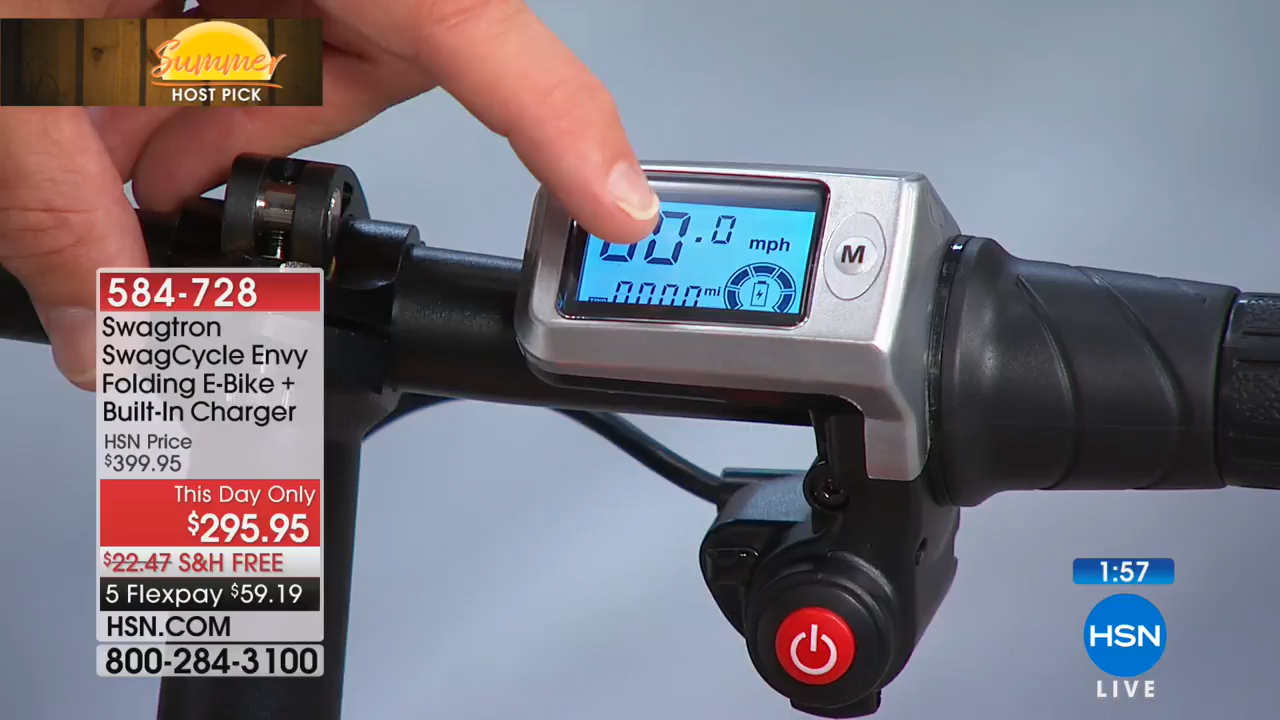 Summer
HOST PICK
584-728
Swagtron
SwagCycle Envy
Folding E-Bike +
Built-In Charger
HSN Price
$399.95
This Day Only
$295.95
$22.47 S&H FREE
5 Flexpay $59.19
HSN.COM
800-284-3100
.0 mph
0000 mi
M
1:57
HSN
LIVE